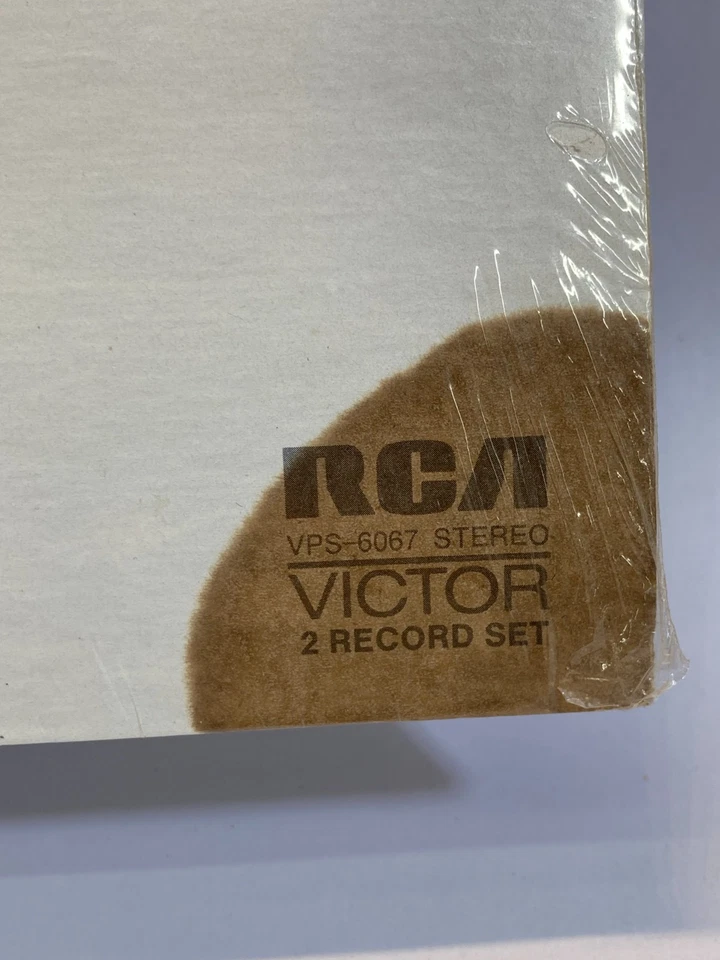 RCA
VPS-6067 STEREO
VICTOR
2 RECORD SET